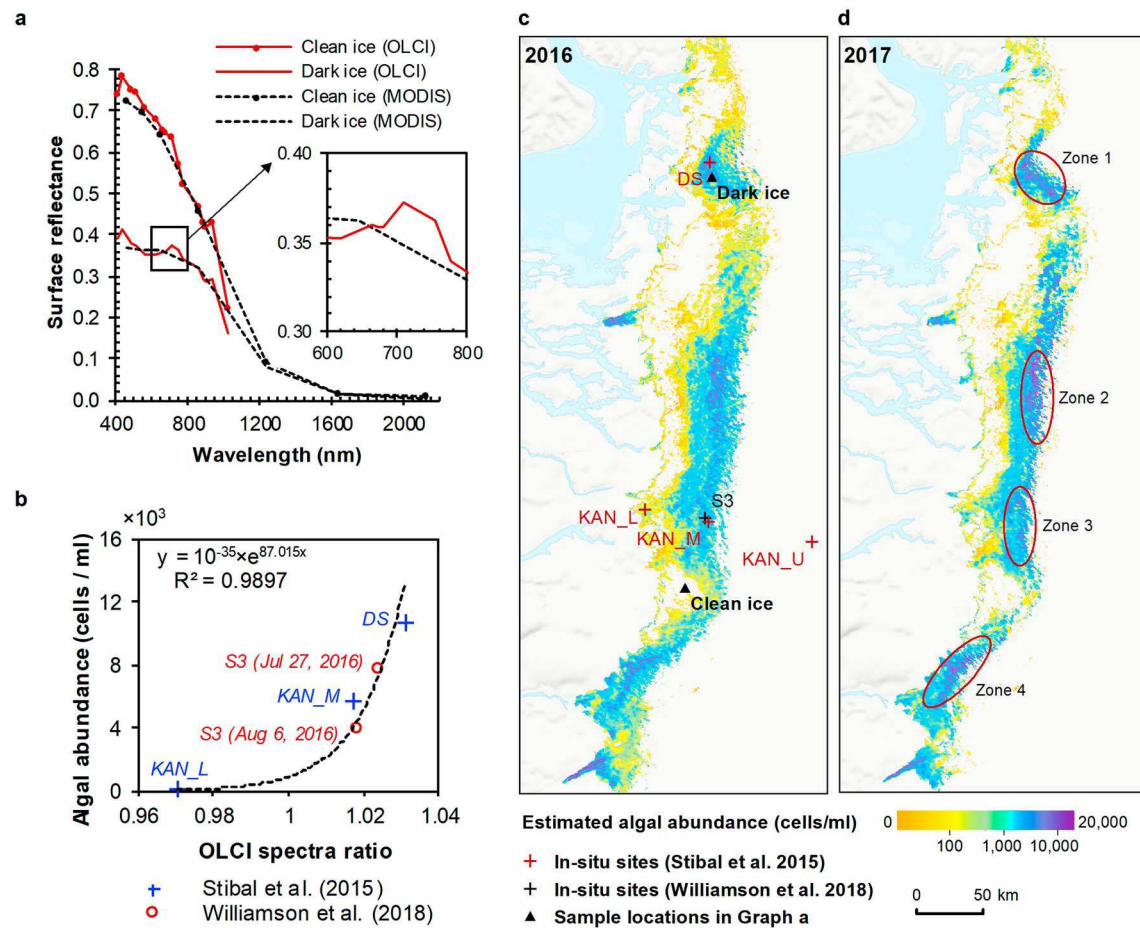 a
Clean ice (OLCI)
Dark ice (OLCI)
Clean ice (MODIS)
Dark ice (MODIS)
0.8
0.7
0.6
0.5
0.4
0.3
0.2
0.1
0.0
Surface reflectance
0.40
0.35
0.30
600 700 800
400 800 1200 1600 2000
Wavelength (nm)
b
×10³
16
12
8
4
0
Algal abundance (cells / ml)
y = 10⁻³⁵×e⁸⁷·⁰¹⁵ˣ
R² = 0.9897
DS
S3 (Jul 27, 2016)
KAN_M
S3 (Aug 6, 2016)
KAN_L
0.96 0.98 1 1.02 1.04
OLCI spectra ratio
Stibal et al. (2015)
Williamson et al. (2018)
c
2016
DS
Dark ice
S3
KAN_L
KAN_M
KAN_U
Clean ice
d
2017
Zone 1
Zone 2
Zone 3
Zone 4
Estimated algal abundance (cells/ml)
0 20,000
100 1,000 10,000
In-situ sites (Stibal et al. 2015)
In-situ sites (Williamson et al. 2018)
Sample locations in Graph a
0 50 km